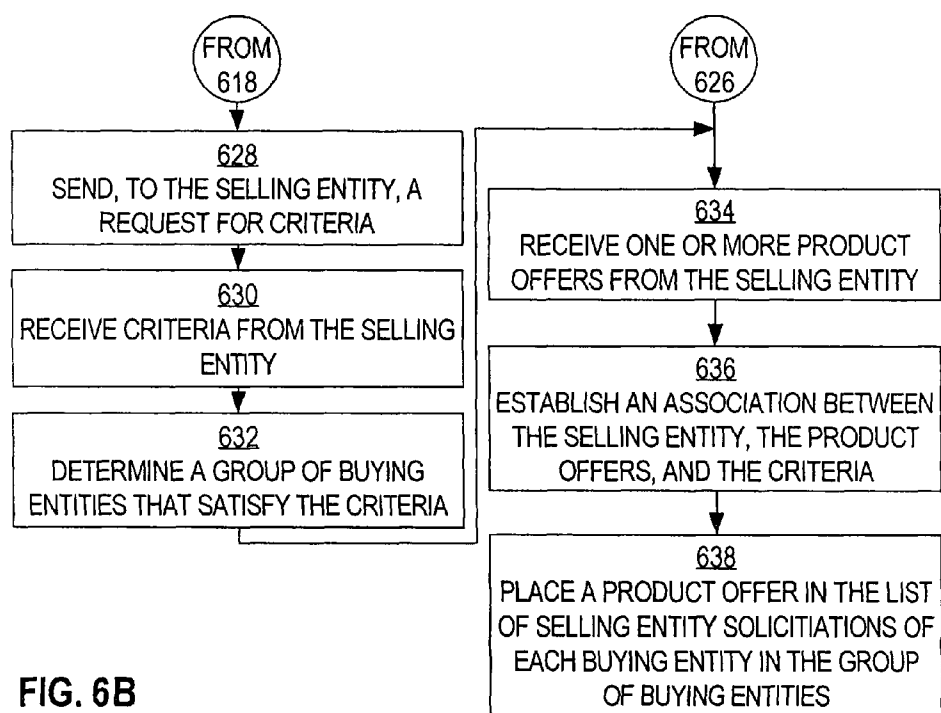 FROM
618
628
SEND, TO THE SELLING ENTITY, A
REQUEST FOR CRITERIA
630
RECEIVE CRITERIA FROM THE SELLING
ENTITY
632
DETERMINE A GROUP OF BUYING
ENTITIES THAT SATISFY THE CRITERIA
FROM
626
634
RECEIVE ONE OR MORE PRODUCT
OFFERS FROM THE SELLING ENTITY
636
ESTABLISH AN ASSOCIATION BETWEEN
THE SELLING ENTITY, THE PRODUCT
OFFERS, AND THE CRITERIA
638
PLACE A PRODUCT OFFER IN THE LIST
OF SELLING ENTITY SOLICITIATIONS OF
EACH BUYING ENTITY IN THE GROUP
OF BUYING ENTITIES
FIG. 6B